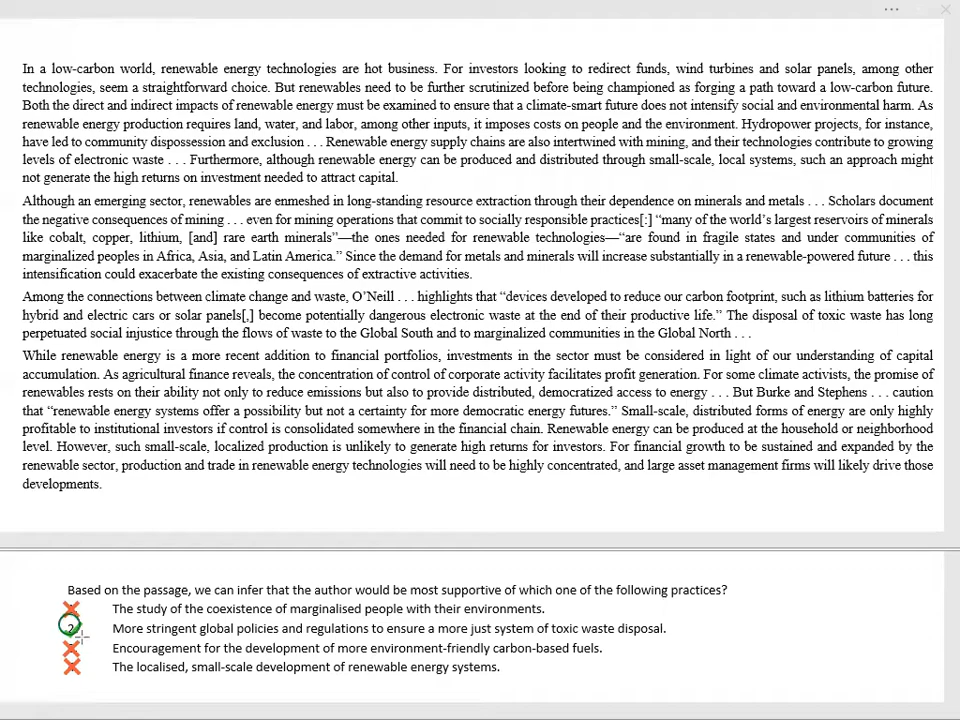 In a low-carbon world, renewable energy technologies are hot business. For investors looking to redirect funds, wind turbines and solar panels, among other
technologies, seem a straightforward choice. But renewables need to be further scrutinized before being championed as forging a path toward a low-carbon future.
Both the direct and indirect impacts of renewable energy must be examined to ensure that a climate-smart future does not intensify social and environmental harm. As
renewable energy production requires land, water, and labor, among other inputs, it imposes costs on people and the environment. Hydropower projects, for instance,
have led to community dispossession and exclusion . . . Renewable energy supply chains are also intertwined with mining, and their technologies contribute to growing
levels of electronic waste . . . Furthermore, although renewable energy can be produced and distributed through small-scale, local systems, such an approach might
not generate the high returns on investment needed to attract capital.
Although an emerging sector, renewables are enmeshed in long-standing resource extraction through their dependence on minerals and metals . . . Scholars document
the negative consequences of mining . . . even for mining operations that commit to socially responsible practices[:] “many of the world’s largest reservoirs of minerals
like cobalt, copper, lithium, [and] rare earth minerals”—the ones needed for renewable technologies—“are found in fragile states and under communities of
marginalized peoples in Africa, Asia, and Latin America.” Since the demand for metals and minerals will increase substantially in a renewable-powered future . . . this
intensification could exacerbate the existing consequences of extractive activities.
Among the connections between climate change and waste, O’Neill . . . highlights that “devices developed to reduce our carbon footprint, such as lithium batteries for
hybrid and electric cars or solar panels[,] become potentially dangerous electronic waste at the end of their productive life.” The disposal of toxic waste has long
perpetuated social injustice through the flows of waste to the Global South and to marginalized communities in the Global North . . .
While renewable energy is a more recent addition to financial portfolios, investments in the sector must be considered in light of our understanding of capital
accumulation. As agricultural finance reveals, the concentration of control of corporate activity facilitates profit generation. For some climate activists, the promise of
renewables rests on their ability not only to reduce emissions but also to provide distributed, democratized access to energy . . . But Burke and Stephens . . . caution
that “renewable energy systems offer a possibility but not a certainty for more democratic energy futures.” Small-scale, distributed forms of energy are only highly
profitable to institutional investors if control is consolidated somewhere in the financial chain. Renewable energy can be produced at the household or neighborhood
level. However, such small-scale, localized production is unlikely to generate high returns for investors. For financial growth to be sustained and expanded by the
renewable sector, production and trade in renewable energy technologies will need to be highly concentrated, and large asset management firms will likely drive those
developments.
Based on the passage, we can infer that the author would be most supportive of which one of the following practices?
The study of the coexistence of marginalised people with their environments.
2 More stringent global policies and regulations to ensure a more just system of toxic waste disposal.
Encouragement for the development of more environment-friendly carbon-based fuels.
The localised, small-scale development of renewable energy systems.